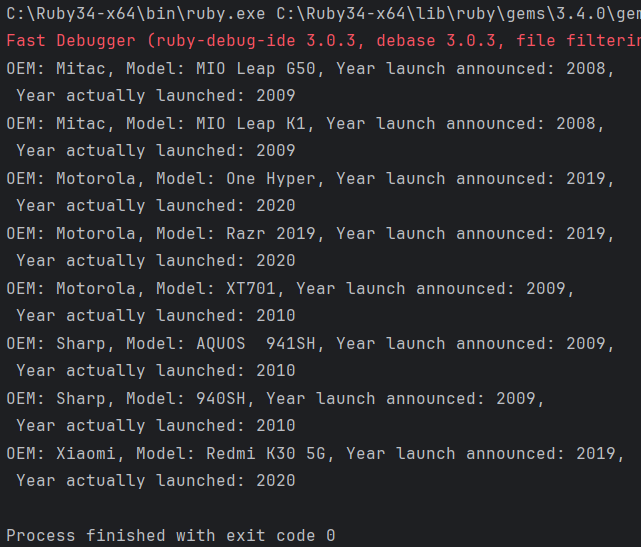 C:\Ruby34-x64\bin\ruby.exe C:\Ruby34-x64\lib\ruby\gems\3.4.0\gem
Fast Debugger (ruby-debug-ide 3.0.3, debase 3.0.3, file filterin
OEM: Mitac, Model: MIO Leap G50, Year launch announced: 2008,
 Year actually launched: 2009
OEM: Mitac, Model: MIO Leap K1, Year launch announced: 2008,
 Year actually launched: 2009
OEM: Motorola, Model: One Hyper, Year launch announced: 2019,
 Year actually launched: 2020
OEM: Motorola, Model: Razr 2019, Year launch announced: 2019,
 Year actually launched: 2020
OEM: Motorola, Model: XT701, Year launch announced: 2009,
 Year actually launched: 2010
OEM: Sharp, Model: AQUOS  941SH, Year launch announced: 2009,
 Year actually launched: 2010
OEM: Sharp, Model: 940SH, Year launch announced: 2009,
 Year actually launched: 2010
OEM: Xiaomi, Model: Redmi K30 5G, Year launch announced: 2019,
 Year actually launched: 2020
Process finished with exit code 0